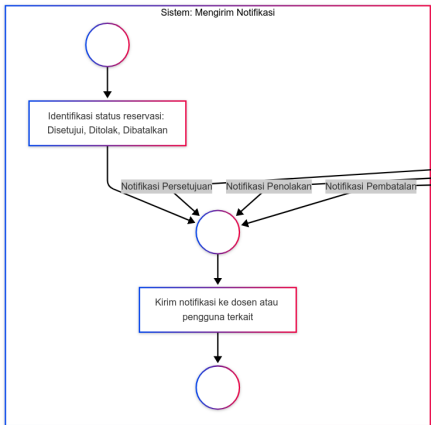 Sistem: Mengirim Notifikasi
Identifikasi status reservasi:
Disetujui, Ditolak, Dibatalkan
Notifikasi Persetujuan
Notifikasi Penolakan
Notifikasi Pembatalan
Kirim notifikasi ke dosen atau
pengguna terkait